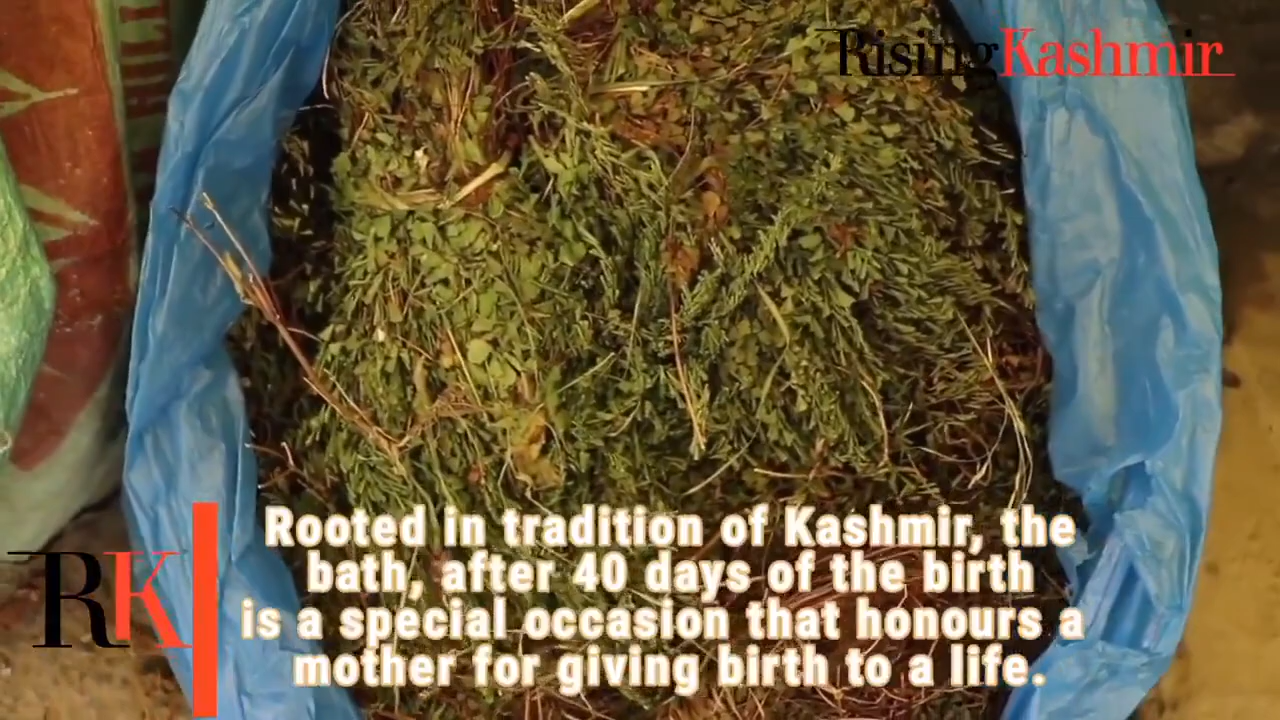 RisingKashmir
Rooted in tradition of Kashmir, the
bath, after 40 days of the birth
is a special occasion that honours a
mother for giving birth to a life.
RK